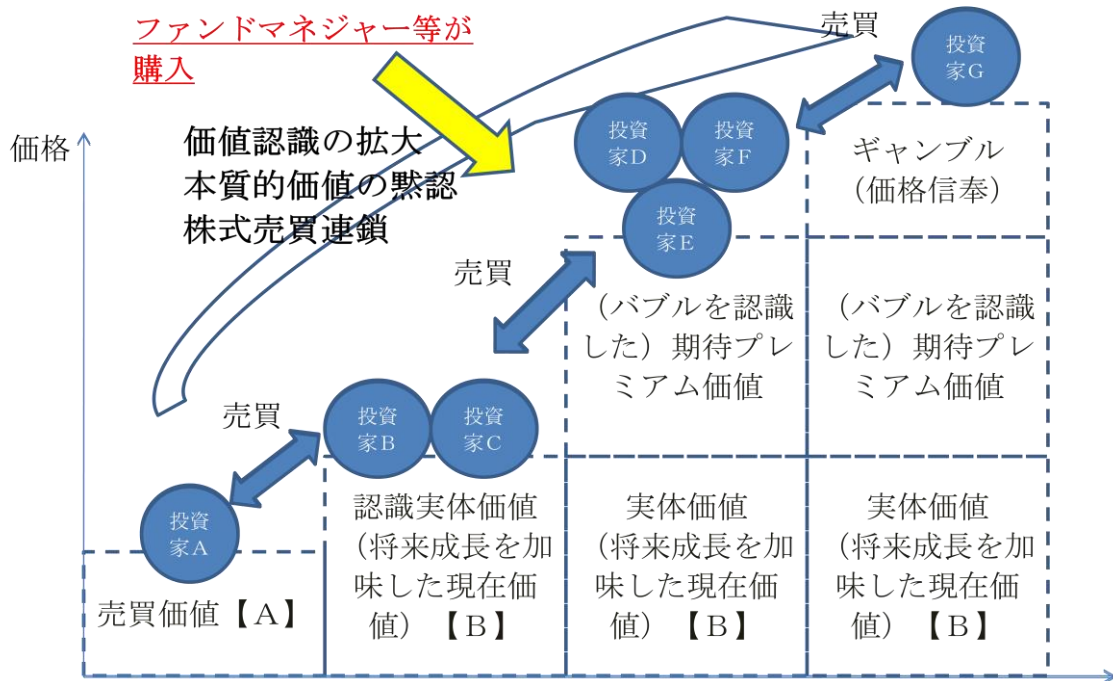 ファンドマネジャー等が
購入
売買
投資
家G
価格
価値認識の拡大
本質的価値の黙認
株式売買連鎖
投資
家D
投資
家F
投資
家E
ギャンブル
(価格信奉)
売買
(バブルを認識
した)期待プレ
ミアム価値
(バブルを認識
した)期待プレ
ミアム価値
売買
投資
家B
投資
家C
投資
家A
売買価値【A】
認識実体価値
(将来成長を加
味した現在価
値)【B】
実体価値
(将来成長を加
味した現在価
値)【B】
実体価値
(将来成長を加
味した現在価
値)【B】